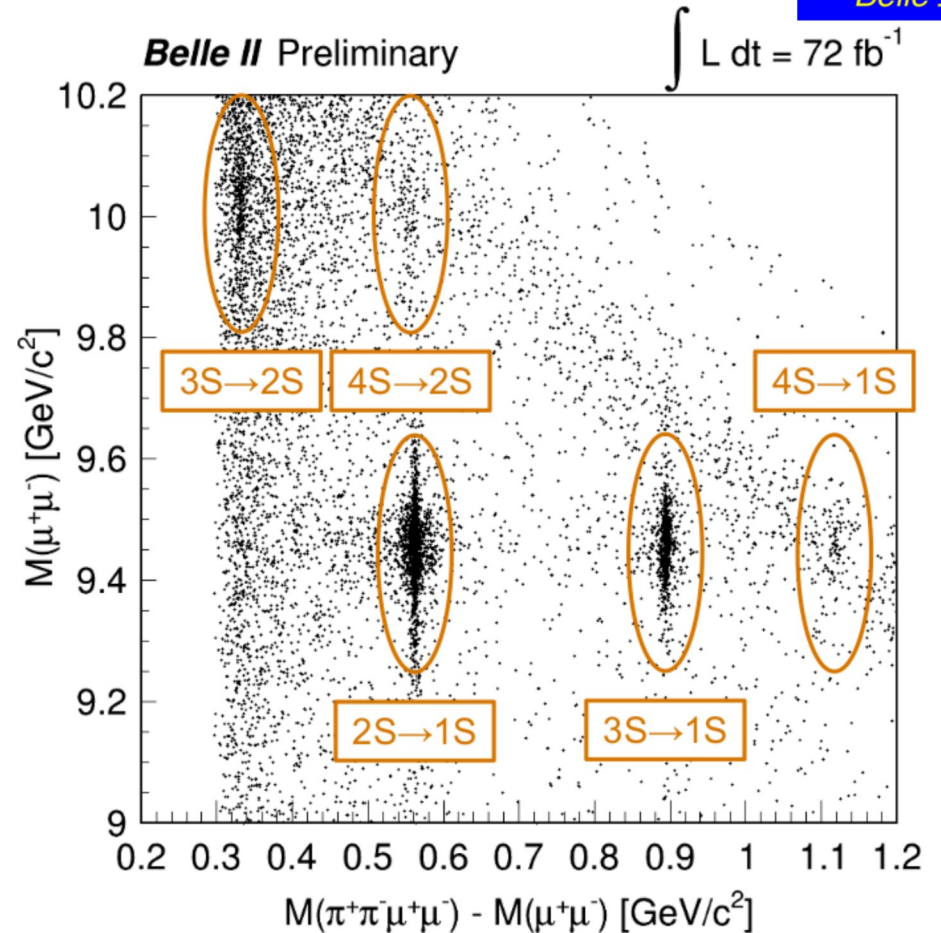 Belle
Belle II Preliminary
∫ L dt = 72 fb⁻¹
10.2
10
9.8
9.6
9.4
9.2
9
M(μ⁺μ⁻) [GeV/c²]
3S→2S
4S→2S
4S→1S
2S→1S
3S→1S
0.2 0.3 0.4 0.5 0.6 0.7 0.8 0.9 1 1.1 1.2
M(π⁺π⁻μ⁺μ⁻) - M(μ⁺μ⁻) [GeV/c²]